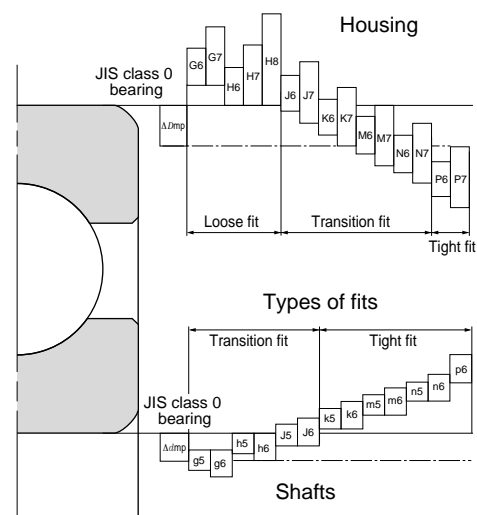 Housing
JIS class 0
bearing
ΔDmp
G6
G7
H6
H7
H8
J6
J7
K6
K7
M6
M7
N6
N7
P6
P7
Loose fit
Transition fit
Tight fit
Types of fits
Transition fit
Tight fit
JIS class 0
bearing
Δdmp
g5
g6
h5
h6
J5
J6
k5
k6
m5
m6
n5
n6
p6
Shafts